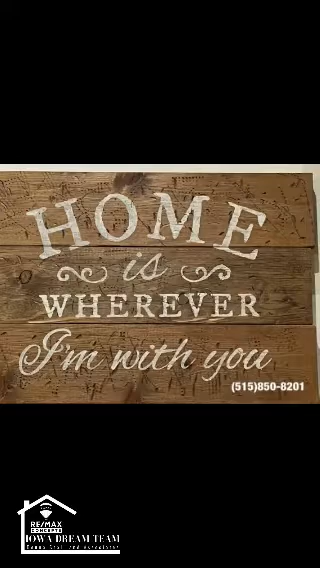 HOME
is
WHEREVER
I'm with you
(515)850-8201
RE/MAX
CONCEPTS
IOWA DREAM TEAM